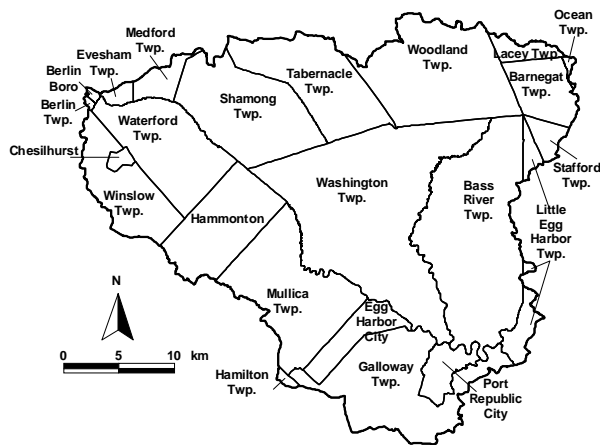 Ocean
Twp.
Medford
Twp.
Woodland
Twp.
Evesham
Twp.
Lacey Twp.
Berlin
Boro
Tabernacle
Twp.
Barnegat
Twp.
Berlin
Twp.
Shamong
Twp.
Waterford
Twp.
Chesilhurst
Stafford
Twp.
Washington
Twp.
Bass
River
Twp.
Winslow
Twp.
Hammonton
Little
Egg
Harbor
Twp.
N
Mullica
Twp.
Egg
Harbor
City
0 5 10 km
Hamilton
Twp.
Galloway
Twp.
Port
Republic
City